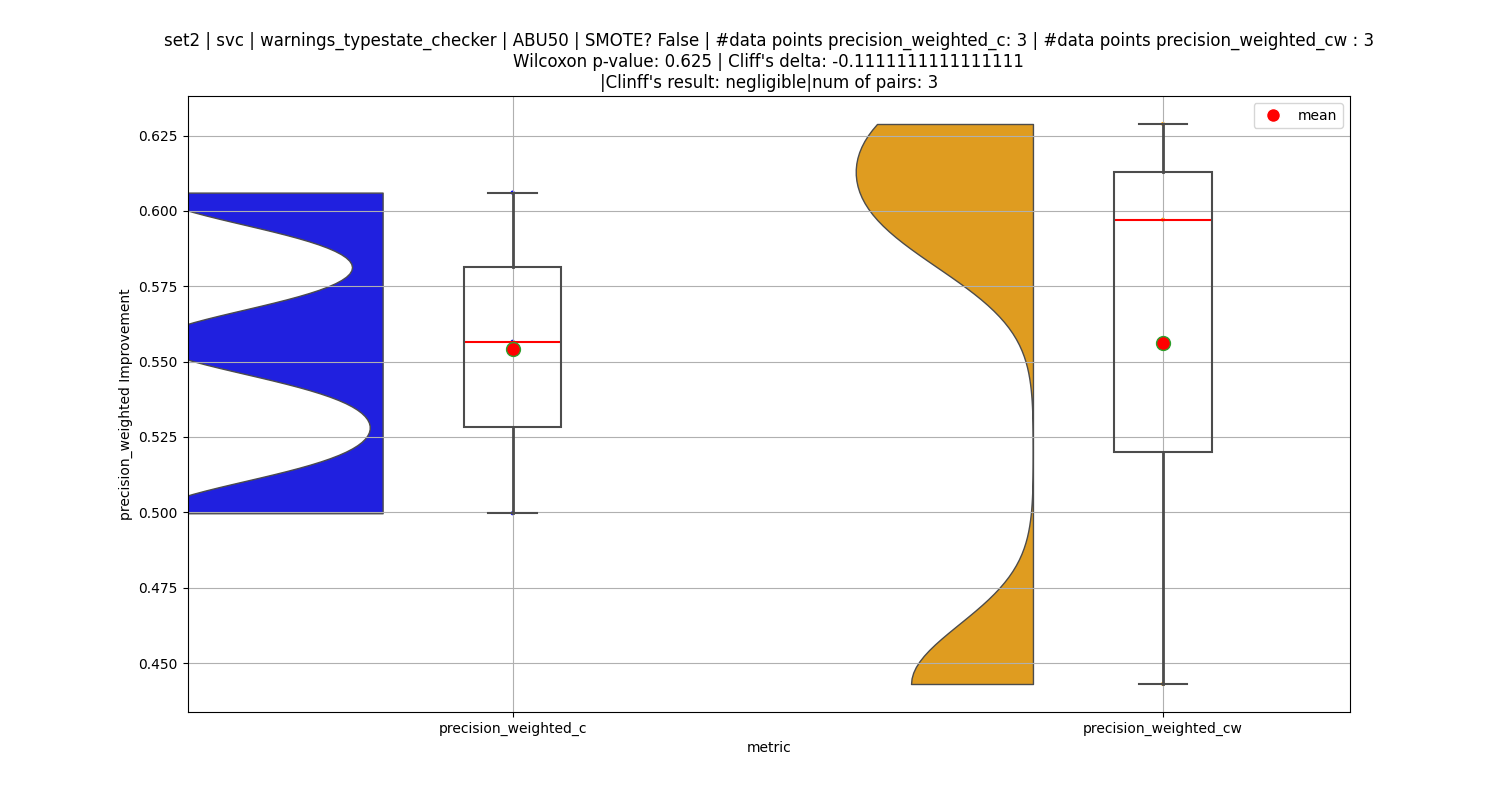 set2 | svc | warnings_typestate_checker | ABU50 | SMOTE? False | #data points precision_weighted_c: 3 | #data points precision_weighted_cw : 3
Wilcoxon p-value: 0.625 | Cliff's delta: -0.1111111111111111
|Clinff's result: negligible|num of pairs: 3
mean
0.625
0.600
0.575
0.550
0.525
0.500
0.475
0.450
precision_weighted Improvement
precision_weighted_c
precision_weighted_cw
metric